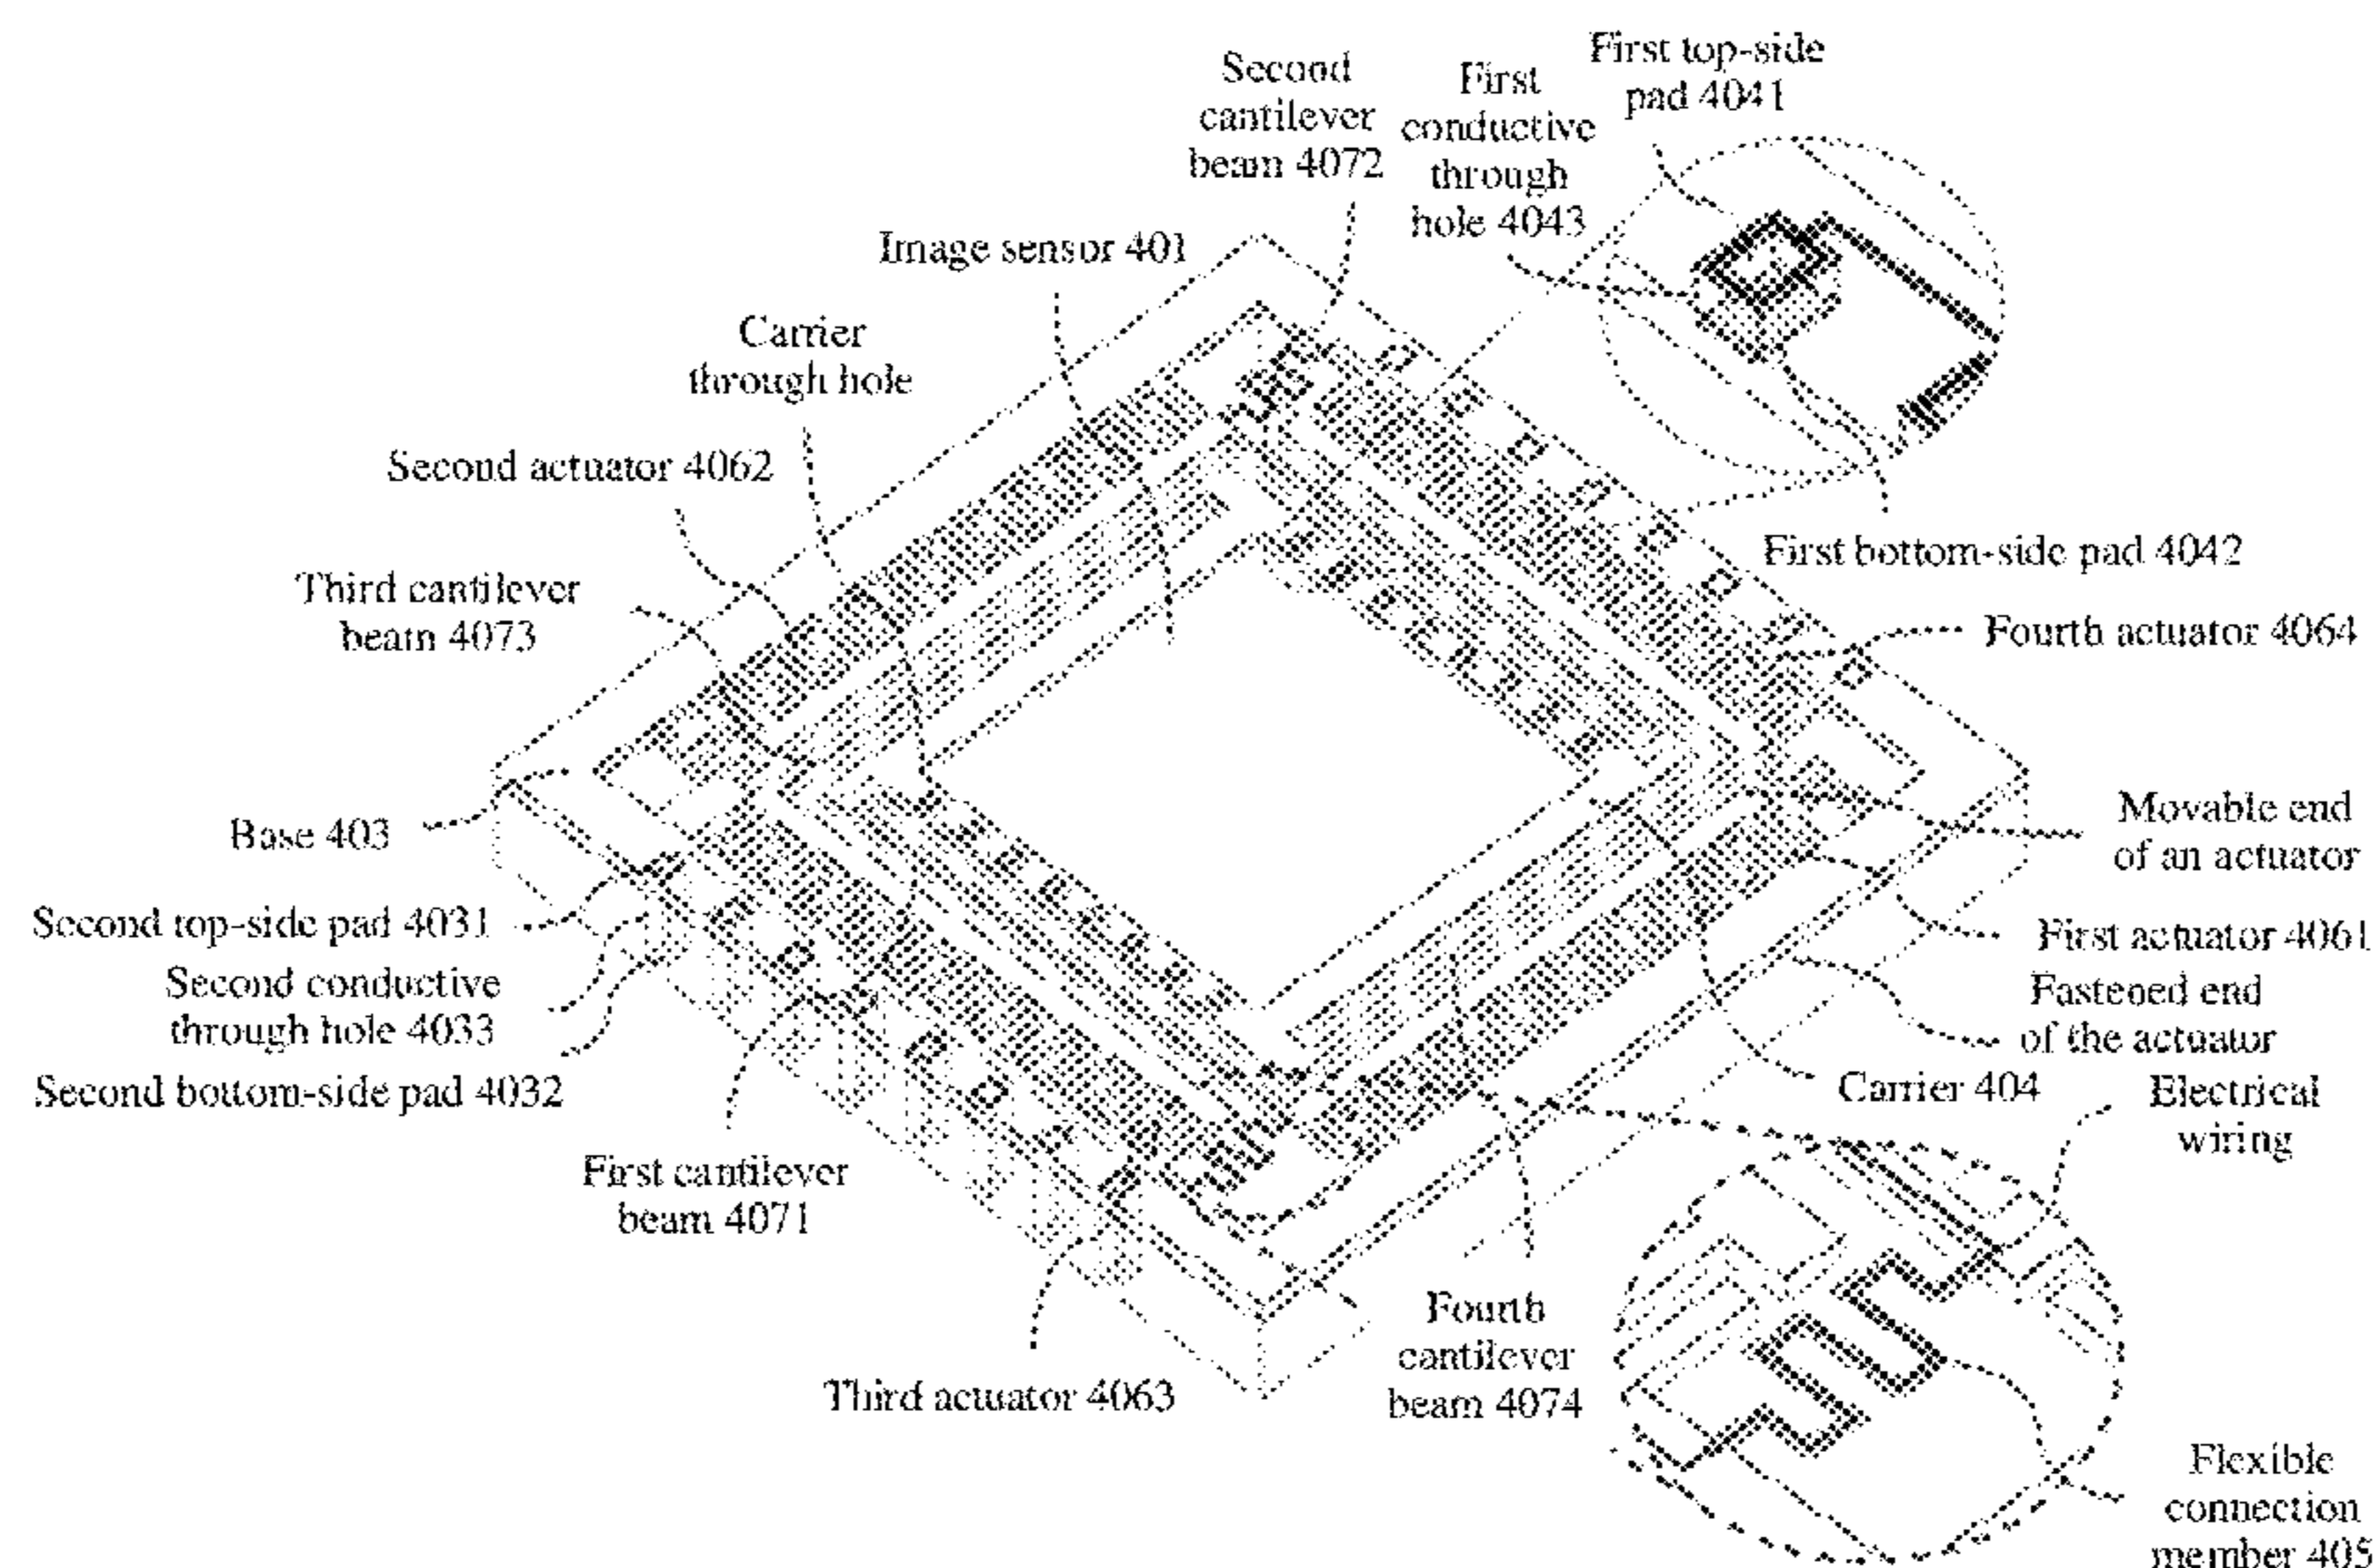 First top-side
pad 4041
Second
cantilever
beam 4072
First
conductive
through
hole 4043
Image sensor 401
Carrier
through hole
Second actuator 4062
First bottom-side pad 4042
Third cantilever
beam 4073
Fourth actuator 4064
Base 403
Movable end
of an actuator
Second top-side pad 4031
First actuator 4061
Second conductive
through hole 4033
Fastened end
of the actuator
Second bottom-side pad 4032
Carrier 404
Electrical
wiring
First cantilever
beam 4071
Third actuator 4063
Fourth
cantilever
beam 4074
Flexible
connection
member 405